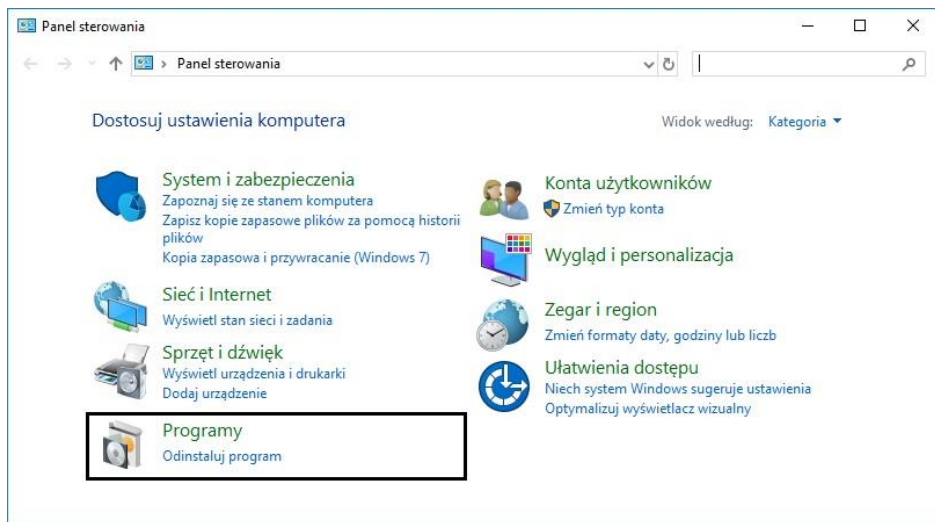 Panel sterowania
Panel sterowania
Dostosuj ustawienia komputera
Widok według: Kategoria
System i zabezpieczenia
Zapoznaj się ze stanem komputera
Zapisz kopie zapasowe plików za pomocą historii
plików
Kopia zapasowa i przywracanie (Windows 7)
Sieć i Internet
Wyświetl stan sieci i zadania
Sprzęt i dźwięk
Wyświetl urządzenia i drukarki
Dodaj urządzenie
Programy
Odinstaluj program
Konta użytkowników
Zmień typ konta
Wygląd i personalizacja
Zegar i region
Zmień formaty daty, godziny lub liczb
Ułatwienia dostępu
Niech system Windows sugeruje ustawienia
Optymalizuj wyświetlacz wizualny